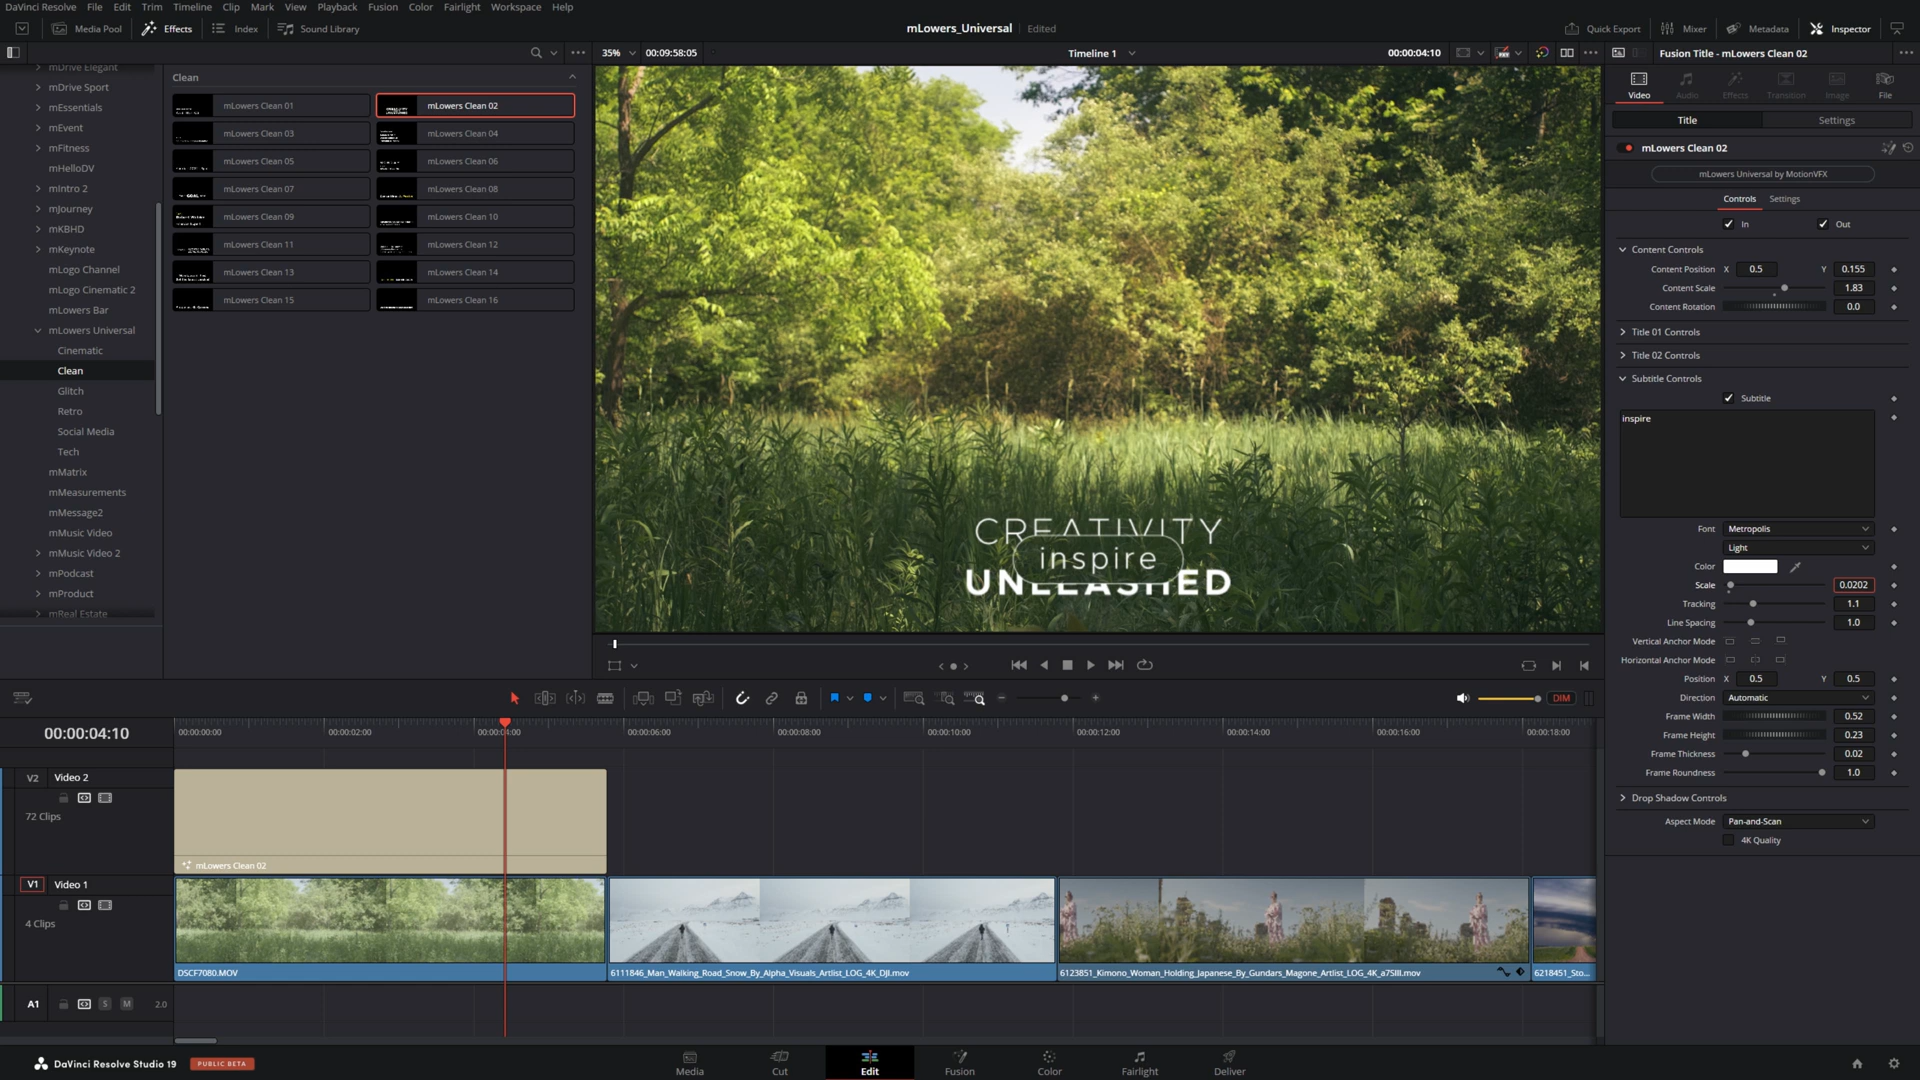 DaVinci Resolve File Edit Trim Timeline Clip Mark View Playback Fusion Color Fairlight Workspace Help
Media Pool Effects Index Sound Library mLowers_Universal Edited Quick Export Mixer Metadata Inspector
35% 00:09:58:05 Timeline 1 00:00:04:10 Fusion Title - mLowers Clean 02
mDrive Elegant
mDrive Sport
mEssentials
mEvent
mFitness
mHelloDV
mIntro 2
mJourney
mKBHD
mKeynote
mLogo Channel
mLogo Cinematic 2
mLowers Bar
mLowers Universal
Cinematic
Clean
Glitch
Retro
Social Media
Tech
mMatrix
mMeasurements
mMessage2
mMusic Video
mMusic Video 2
mPodcast
mProduct
mReal Estate
Clean
mLowers Clean 01 mLowers Clean 02
mLowers Clean 03 mLowers Clean 04
mLowers Clean 05 mLowers Clean 06
mLowers Clean 07 mLowers Clean 08
mLowers Clean 09 mLowers Clean 10
mLowers Clean 11 mLowers Clean 12
mLowers Clean 13 mLowers Clean 14
mLowers Clean 15 mLowers Clean 16
CREATIVITY
inspire
UNLEASHED
Video Audio Effects Transition Image File
Title Settings
mLowers Clean 02
mLowers Universal by MotionVFX
Controls Settings
In Out
Content Controls
Content Position X 0.5 Y 0.155
Content Scale 1.83
Content Rotation 0.0
Title 01 Controls
Title 02 Controls
Subtitle Controls
Subtitle
inspire
Font Metropolis
Light
Color
Scale 0.0202
Tracking 1.1
Line Spacing 1.0
Vertical Anchor Mode
Horizontal Anchor Mode
Position X 0.5 Y 0.5
Direction Automatic
Frame Width 0.52
Frame Height 0.23
Frame Thickness 0.02
Frame Roundness 1.0
Drop Shadow Controls
Aspect Mode Pan-and-Scan
4K Quality
DIM
00:00:04:10 00:00:00:00 00:00:02:00 00:00:04:00 00:00:06:00 00:00:08:00 00:00:10:00 00:00:12:00 00:00:14:00 00:00:16:00 00:00:18:00
V2 Video 2
72 Clips
mLowers Clean 02
V1 Video 1
4 Clips
DSCF7080.MOV 6111846_Man_Walking_Road_Snow_By_Alpha_Visuals_Artlist_LOG_4K_DJI.mov 6123851_Kimono_Woman_Holding_Japanese_By_Gundars_Magone_Artlist_LOG_4K_a7SIII.mov 6218451_Sto...
A1 S M 2.0
DaVinci Resolve Studio 19 PUBLIC BETA Media Cut Edit Fusion Color Fairlight Deliver